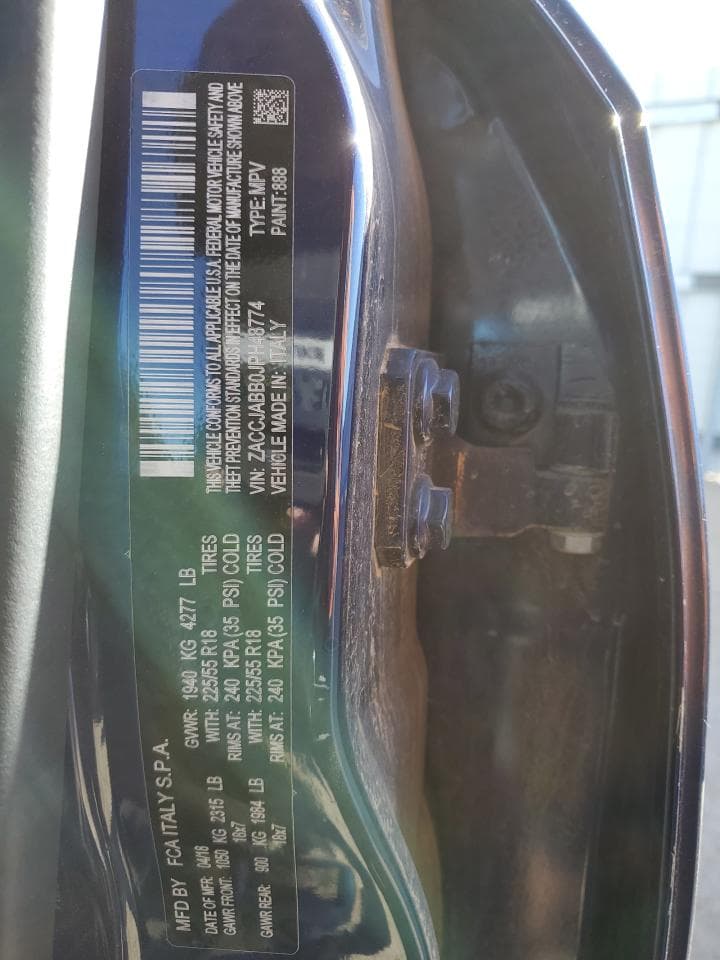 MFD BY FCA ITALY S.P.A.
DATE OF MFR: 04/18 GVWR: 1940 KG 4277 LB
GAWR FRONT: 1050 KG 2315 LB WITH: 225/55 R18 TIRES
18x7 RIMS AT: 240 KPA(35 PSI) COLD
GAWR REAR: 900 KG 1984 LB WITH: 225/55 R18 TIRES
18x7 RIMS AT: 240 KPA(35 PSI) COLD
THIS VEHICLE CONFORMS TO ALL APPLICABLE U.S.A. FEDERAL MOTOR VEHICLE SAFETY AND
THEFT PREVENTION STANDARDS IN EFFECT ON THE DATE OF MANUFACTURE SHOWN ABOVE
VIN: ZACCJABB0JPH48774 TYPE: MPV
VEHICLE MADE IN: ITALY PAINT: 888